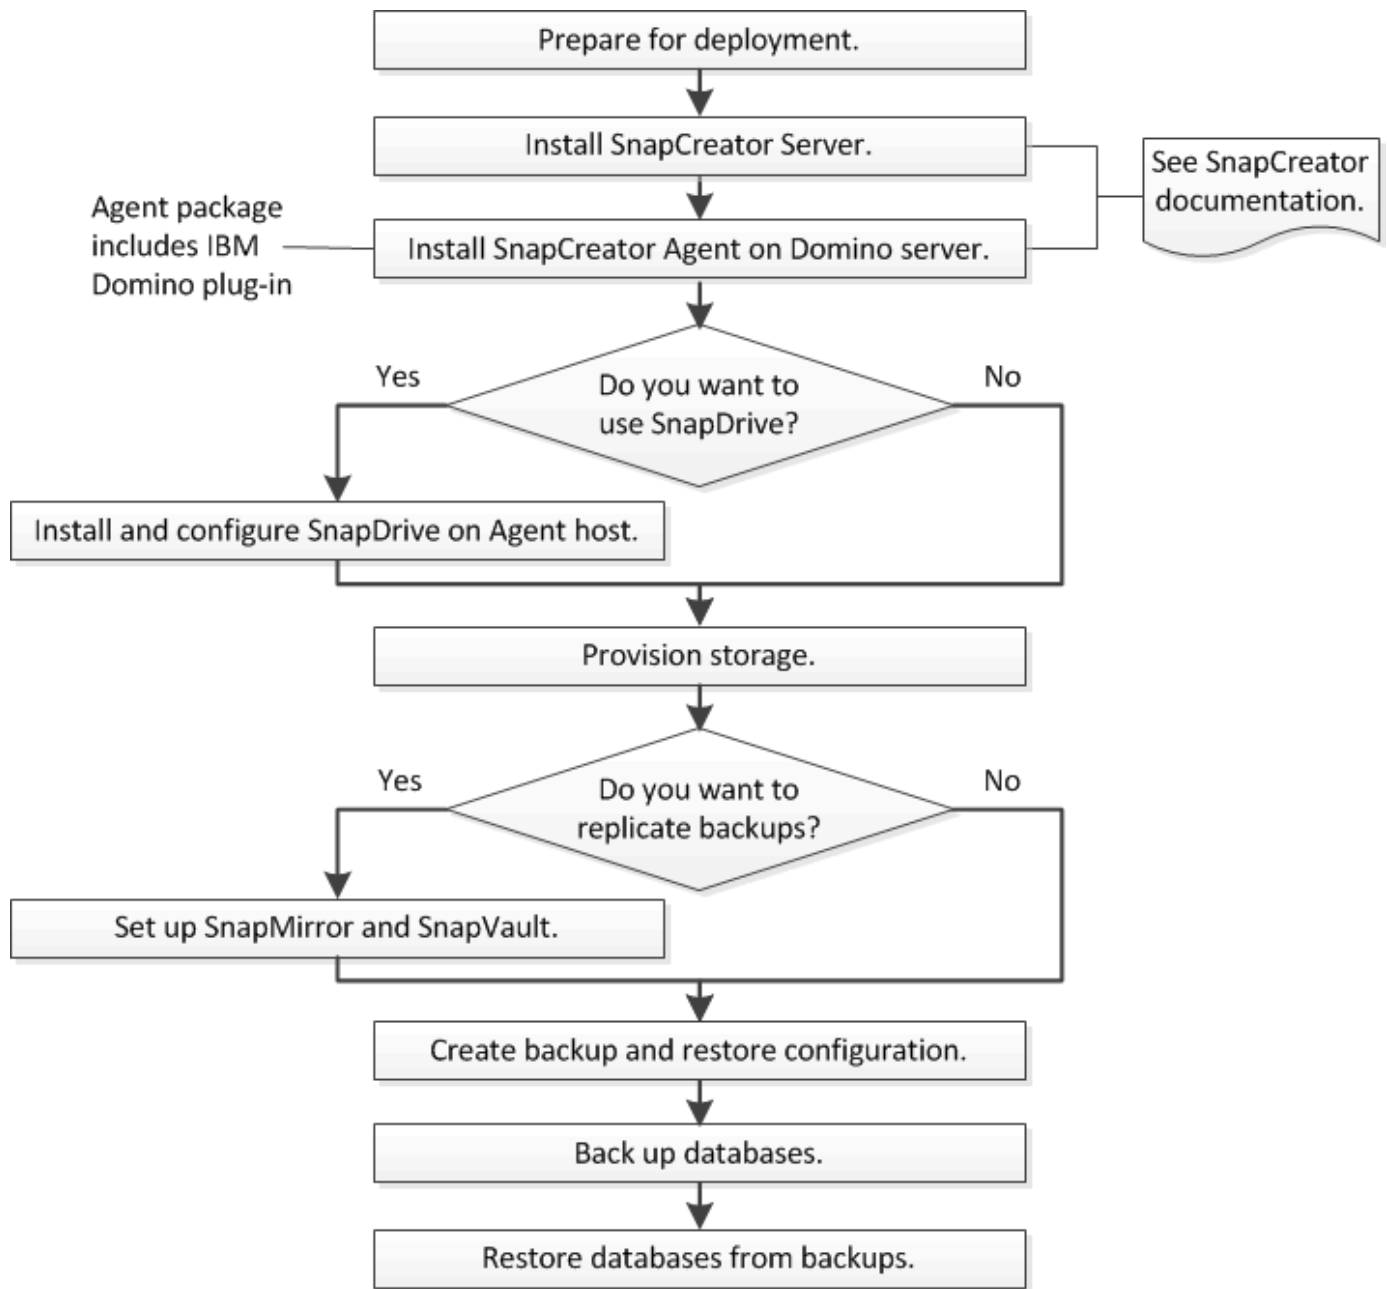 Prepare for deployment.
Install SnapCreator Server.
See SnapCreator
documentation.
Agent package
includes IBM
Domino plug-in
Install SnapCreator Agent on Domino server.
Yes
Do you want to
use SnapDrive?
No
Install and configure SnapDrive on Agent host.
Provision storage.
Yes
Do you want to
replicate backups?
No
Set up SnapMirror and SnapVault.
Create backup and restore configuration.
Back up databases.
Restore databases from backups.